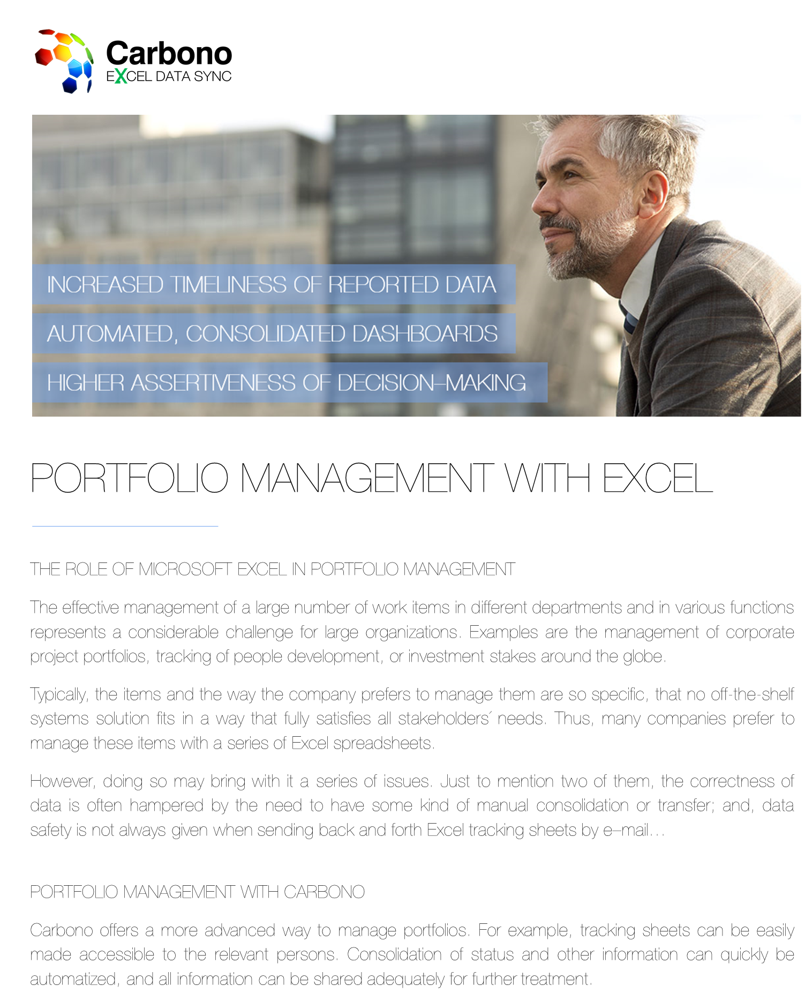 Carbono
EXCEL DATA SYNC
INCREASED TIMELINESS OF REPORTED DATA
AUTOMATED, CONSOLIDATED DASHBOARDS
HIGHER ASSERTIVENESS OF DECISION–MAKING
PORTFOLIO MANAGEMENT WITH EXCEL
THE ROLE OF MICROSOFT EXCEL IN PORTFOLIO MANAGEMENT
The effective management of a large number of work items in different departments and in various functions
represents a considerable challenge for large organizations. Examples are the management of corporate
project portfolios, tracking of people development, or investment stakes around the globe.
Typically, the items and the way the company prefers to manage them are so specific, that no off-the-shelf
systems solution fits in a way that fully satisfies all stakeholders´ needs. Thus, many companies prefer to
manage these items with a series of Excel spreadsheets.
However, doing so may bring with it a series of issues. Just to mention two of them, the correctness of
data is often hampered by the need to have some kind of manual consolidation or transfer; and, data
safety is not always given when sending back and forth Excel tracking sheets by e–mail…
PORTFOLIO MANAGEMENT WITH CARBONO
Carbono offers a more advanced way to manage portfolios. For example, tracking sheets can be easily
made accessible to the relevant persons. Consolidation of status and other information can quickly be
automatized, and all information can be shared adequately for further treatment.